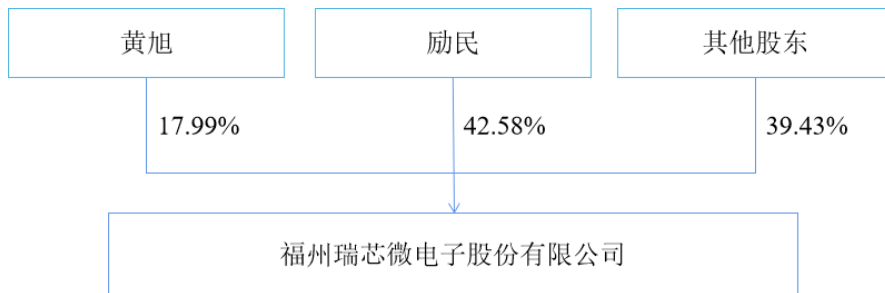 黄旭
励民
其他股东
17.99%
42.58%
39.43%
福州瑞芯微电子股份有限公司